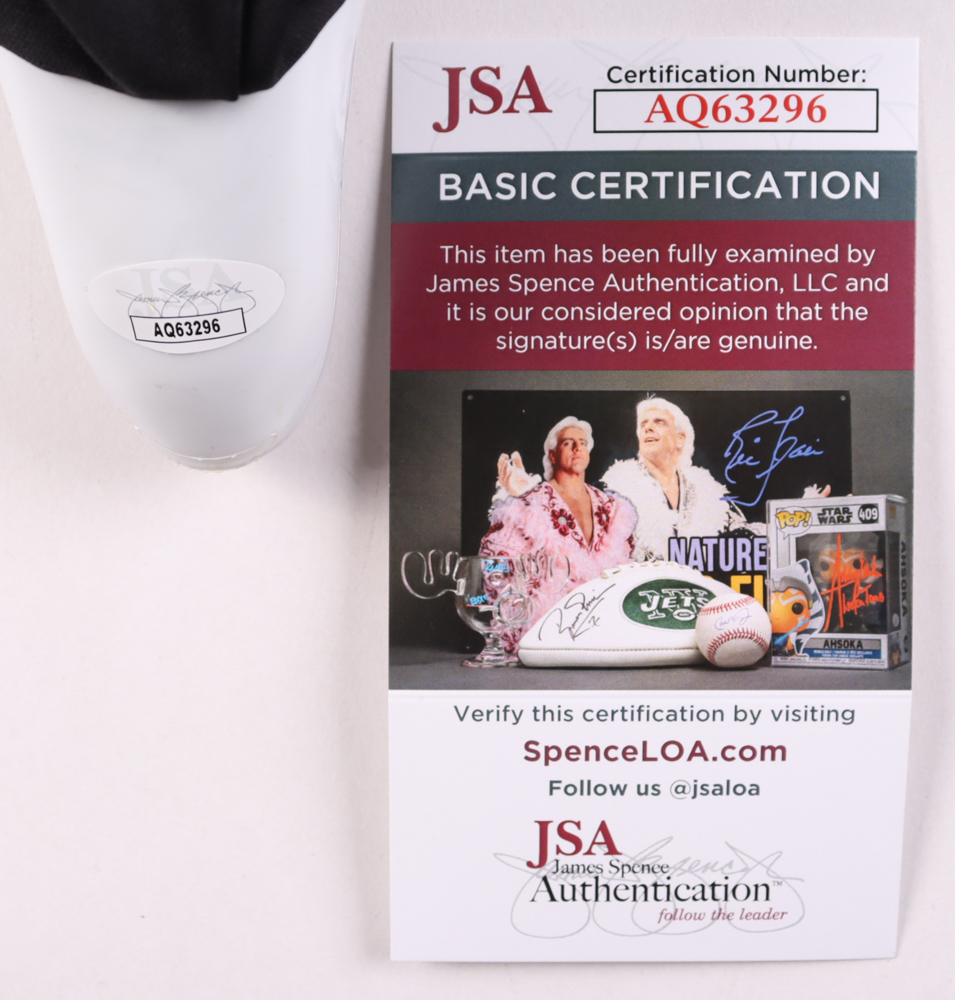 JSA
Certification Number:
AQ63296
BASIC CERTIFICATION
This item has been fully examined by
James Spence Authentication, LLC and
it is our considered opinion that the
signature(s) is/are genuine.
JSA
AQ63296
NATURE
POP!
STAR
WARS
409
JETS
AHSOKA
AHSOKA
Verify this certification by visiting
SpenceLOA.com
Follow us @jsaloa
JSA
James Spence
Authentication™
follow the leader